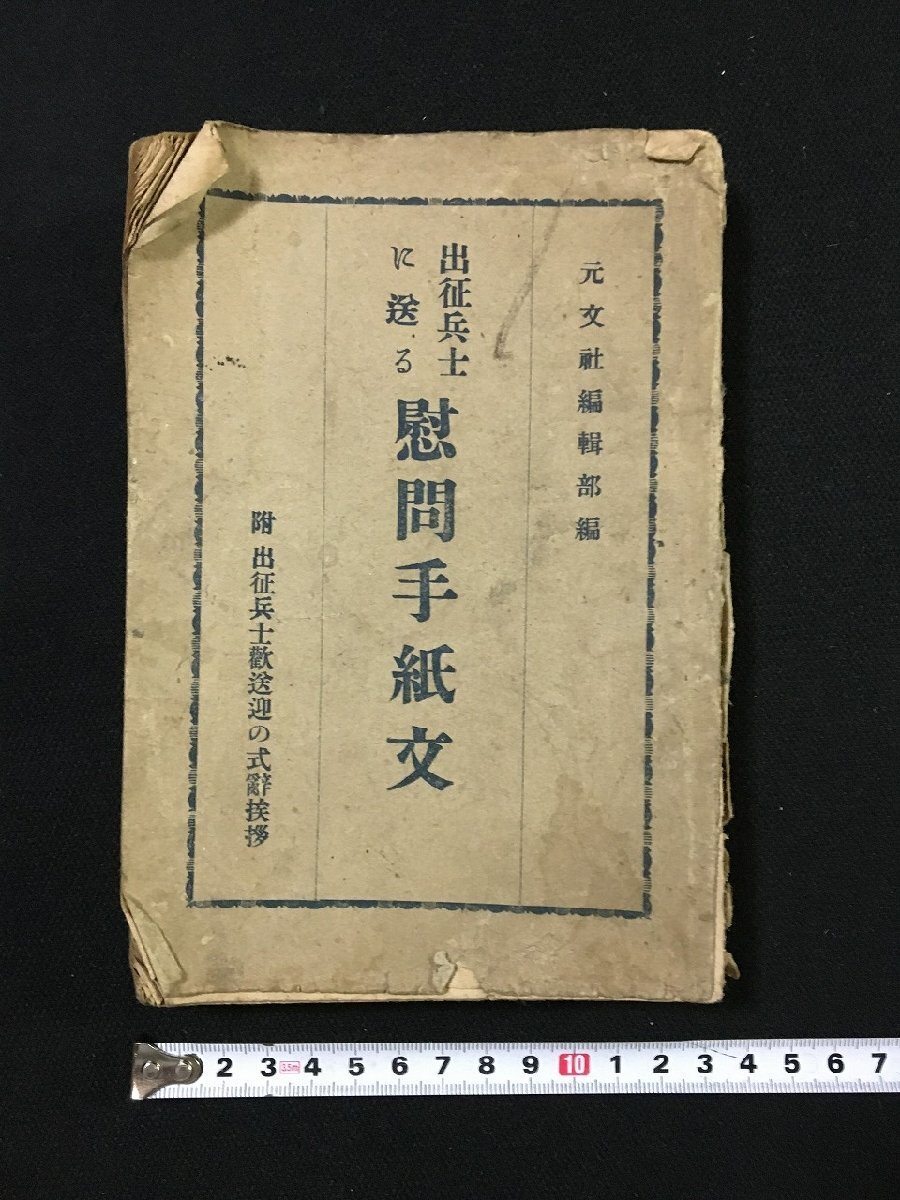 元文社編輯部編
出征兵士
に送る
慰問手紙文
附 出征兵士歡送迎の式辭挨拶
2 3 3.5m 4 5 6 7 8 9 10 1 2 3 4 5 6 7